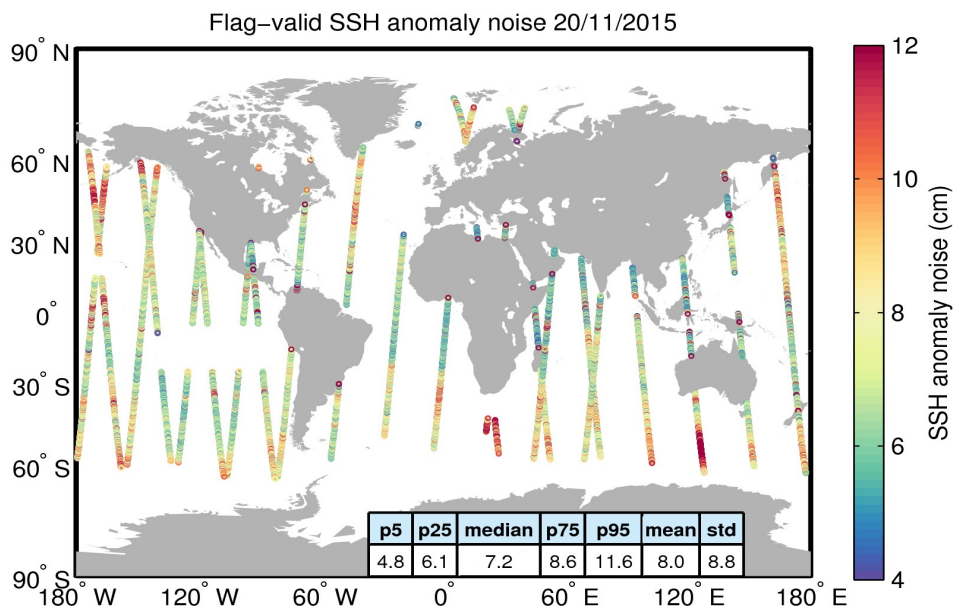 Flag−valid SSH anomaly noise 20/11/2015
90° N
60° N
30° N
0°
30° S
60° S
90° S
180° W
120° W
60° W
0°
60° E
120° E
180° E
p5 p25 median p75 p95 mean std
4.8 6.1 7.2 8.6 11.6 8.0 8.8
12
10
8
6
4
SSH anomaly noise (cm)